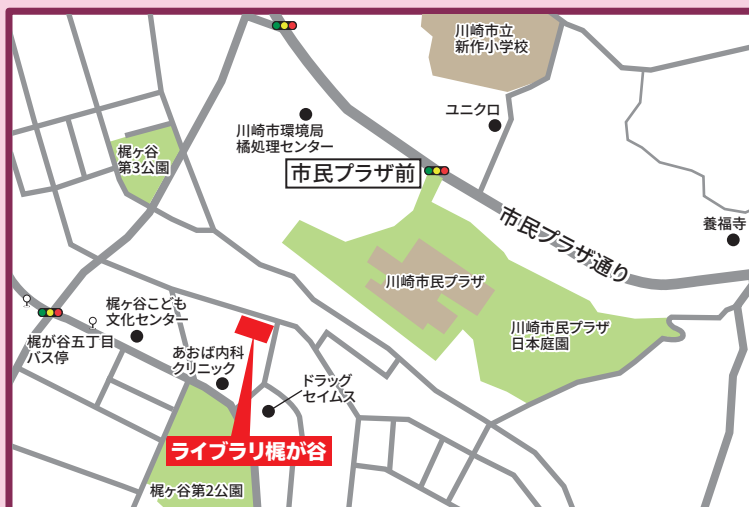 川崎市立
新作小学校
ユニクロ
川崎市環境局
橘処理センター
梶ヶ谷
第3公園
市民プラザ前
市民プラザ通り
養福寺
川崎市民プラザ
梶ヶ谷こども
文化センター
川崎市民プラザ
日本庭園
梶が谷五丁目
バス停
あおば内科
クリニック
ドラッグ
セイムス
ライブラリ梶が谷
梶ヶ谷第2公園